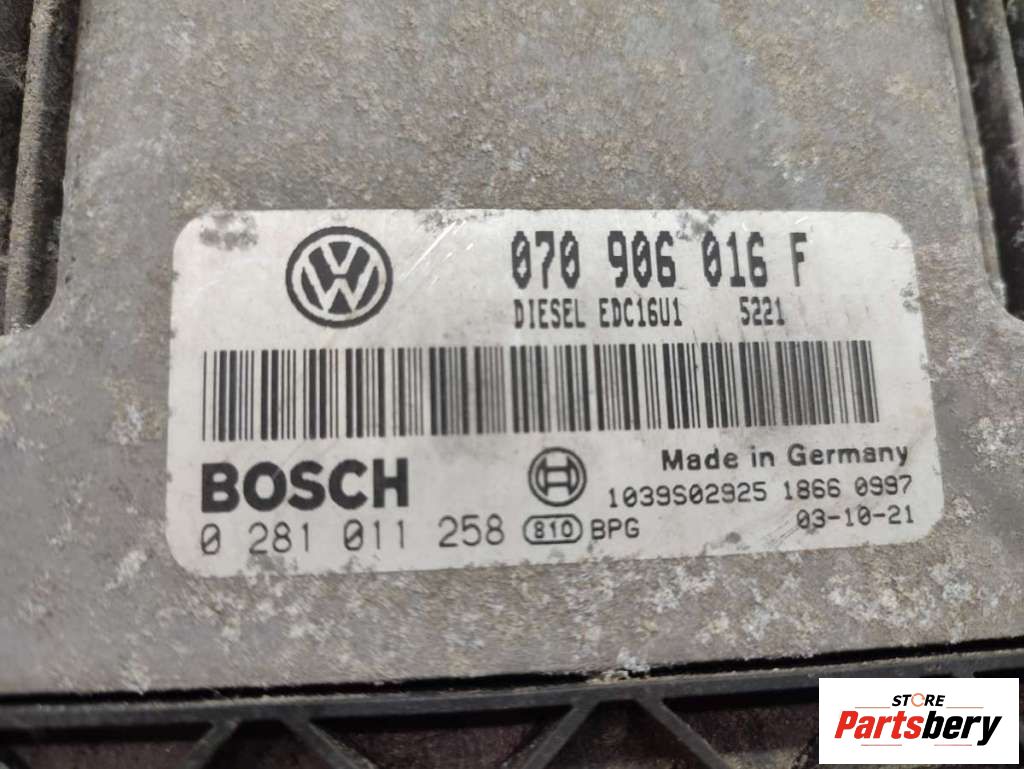 070 906 016 F
DIESEL EDC16U1 5221
BOSCH
Made in Germany
1039S02925 1866 0997
0 281 011 258 810 BPG
03-10-21
STORE
Partsbery